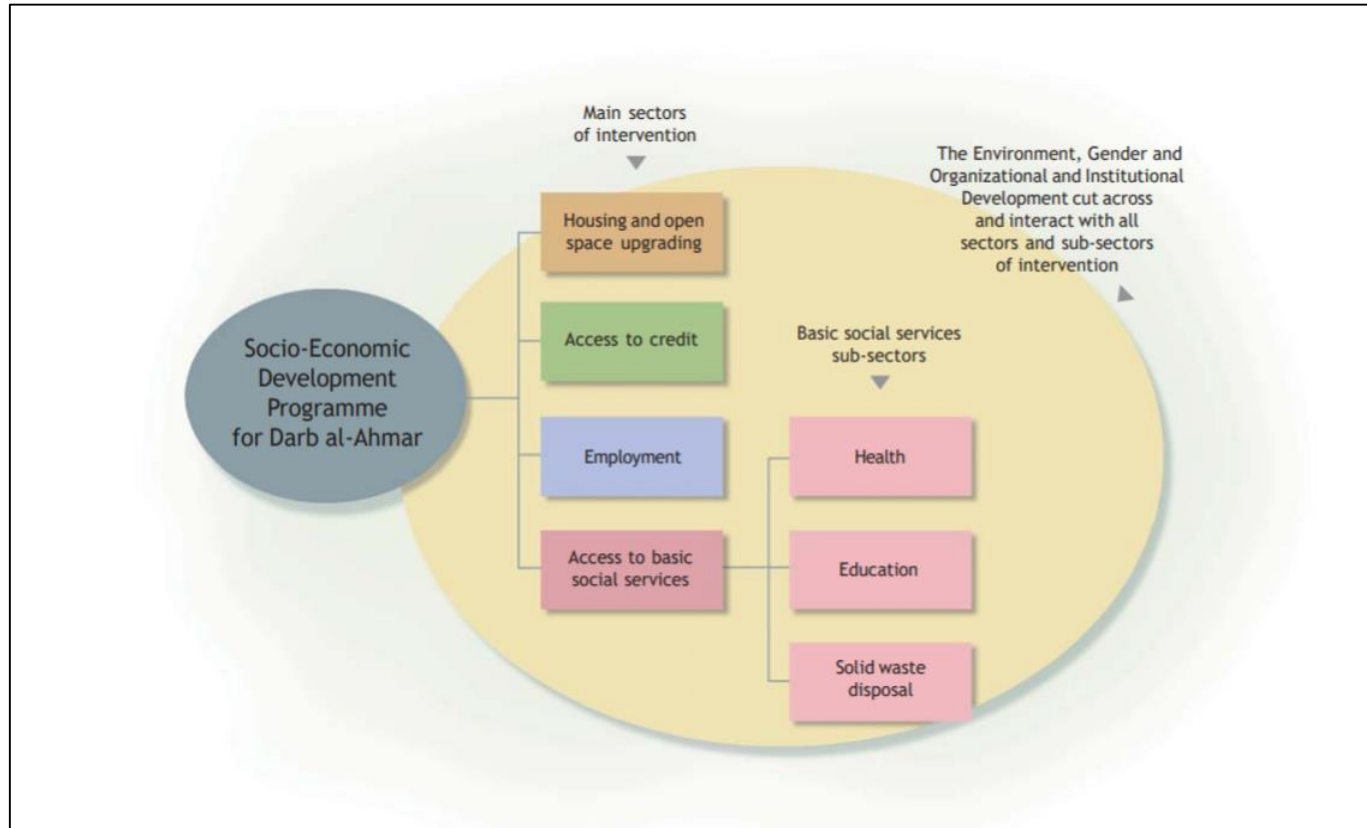 Main sectors
of intervention
The Environment, Gender and
Organizational and Institutional
Development cut across
and interact with all
sectors and sub-sectors
of intervention
Housing and open
space upgrading
Socio-Economic
Development
Programme
for Darb al-Ahmar
Access to credit
Basic social services
sub-sectors
Employment
Health
Access to basic
social services
Education
Solid waste
disposal